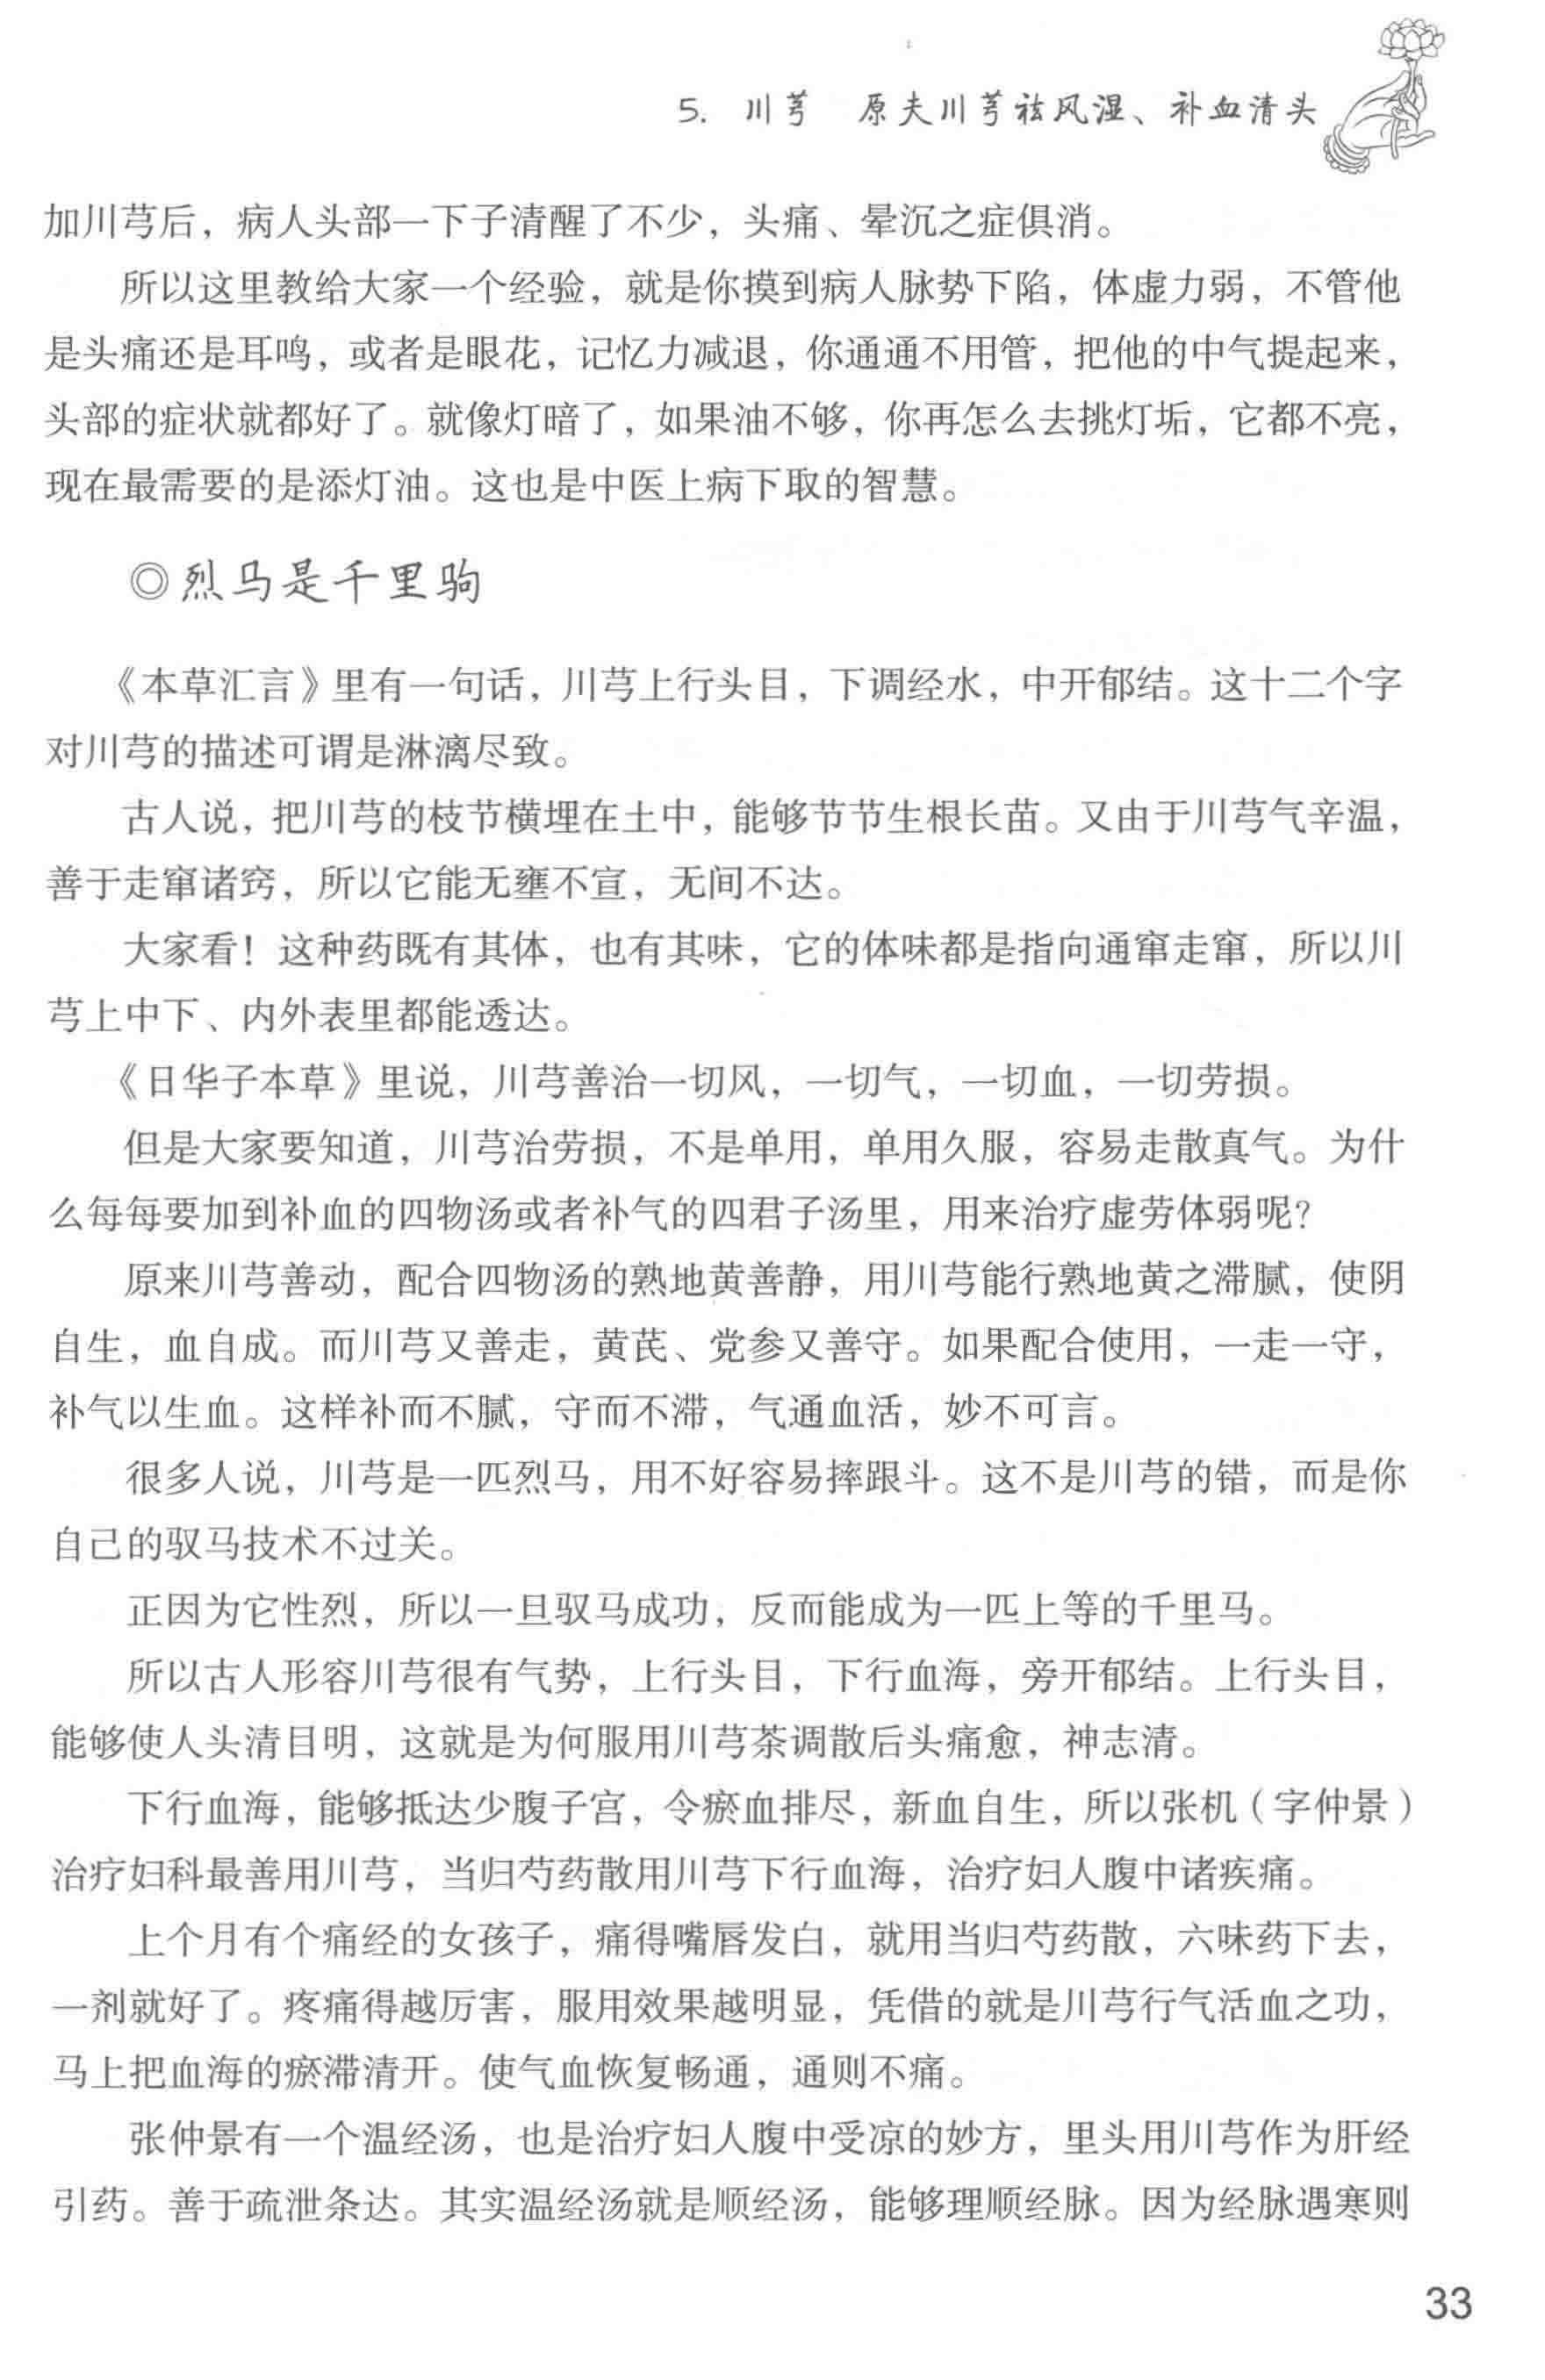 5. 川芎　原夫川芎祛风湿、补血清头
加川芎后，病人头部一下子清醒了不少，头痛、晕沉之症俱消。
所以这里教给大家一个经验，就是你摸到病人脉势下陷，体虚力弱，不管他
是头痛还是耳鸣，或者是眼花，记忆力减退，你通通不用管，把他的中气提起来，
头部的症状就都好了。就像灯暗了，如果油不够，你再怎么去挑灯垢，它都不亮，
现在最需要的是添灯油。这也是中医上病下取的智慧。
◎烈马是千里驹
《本草汇言》里有一句话，川芎上行头目，下调经水，中开郁结。这十二个字
对川芎的描述可谓是淋漓尽致。
古人说，把川芎的枝节横埋在土中，能够节节生根长苗。又由于川芎气辛温，
善于走窜诸窍，所以它能无壅不宣，无间不达。
大家看！这种药既有其体，也有其味，它的体味都是指向通窜走窜，所以川
芎上中下、内外表里都能透达。
《日华子本草》里说，川芎善治一切风，一切气，一切血，一切劳损。
但是大家要知道，川芎治劳损，不是单用，单用久服，容易走散真气。为什
么每每要加到补血的四物汤或者补气的四君子汤里，用来治疗虚劳体弱呢？
原来川芎善动，配合四物汤的熟地黄善静，用川芎能行熟地黄之滞腻，使阴
自生，血自成。而川芎又善走，黄芪、党参又善守。如果配合使用，一走一守，
补气以生血。这样补而不腻，守而不滞，气通血活，妙不可言。
很多人说，川芎是一匹烈马，用不好容易摔跟斗。这不是川芎的错，而是你
自己的驭马技术不过关。
正因为它性烈，所以一旦驭马成功，反而能成为一匹上等的千里马。
所以古人形容川芎很有气势，上行头目，下行血海，旁开郁结。上行头目，
能够使人头清目明，这就是为何服用川芎茶调散后头痛愈，神志清。
下行血海，能够抵达少腹子宫，令瘀血排尽，新血自生，所以张机（字仲景）
治疗妇科最善用川芎，当归芍药散用川芎下行血海，治疗妇人腹中诸疾痛。
上个月有个痛经的女孩子，痛得嘴唇发白，就用当归芍药散，六味药下去，
一剂就好了。疼痛得越厉害，服用效果越明显，凭借的就是川芎行气活血之功，
马上把血海的瘀滞清开。使气血恢复畅通，通则不痛。
张仲景有一个温经汤，也是治疗妇人腹中受凉的妙方，里头用川芎作为肝经
引药。善于疏泄条达。其实温经汤就是顺经汤，能够理顺经脉。因为经脉遇寒则
33